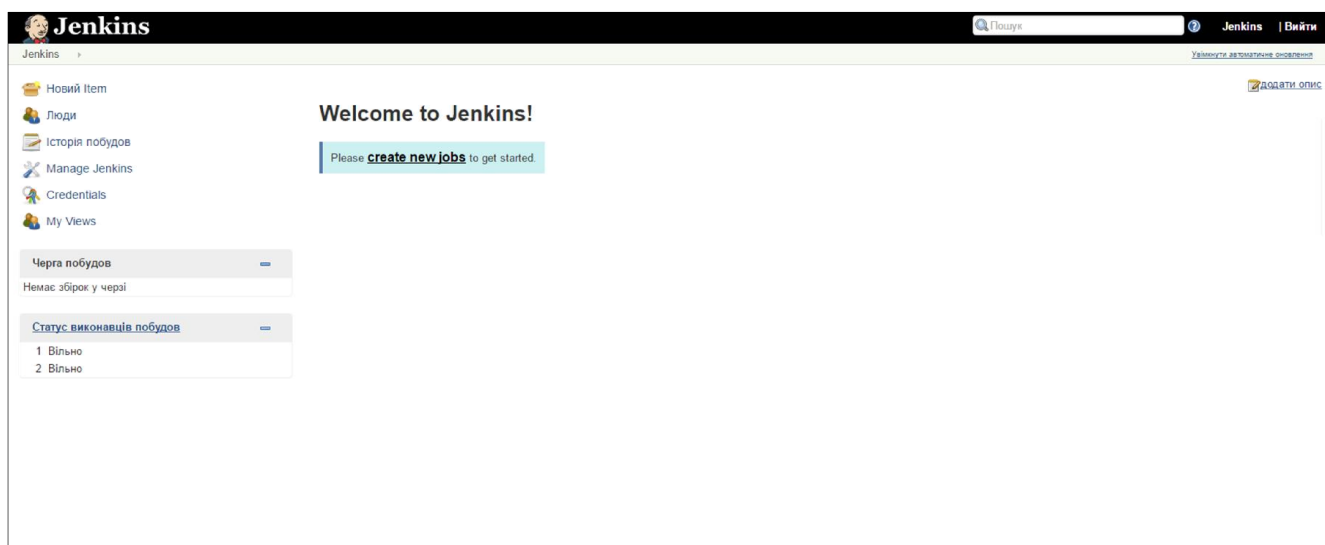 Jenkins
Пошук
Jenkins | Вийти
Jenkins
Увімкнути автоматичне оновлення
Новий Item
Люди
Історія побудов
Manage Jenkins
Credentials
My Views
Черга побудов
Немає збірок у черзі
Статус виконавців побудов
1 Вільно
2 Вільно
додати опис
Welcome to Jenkins!
Please create new jobs to get started.